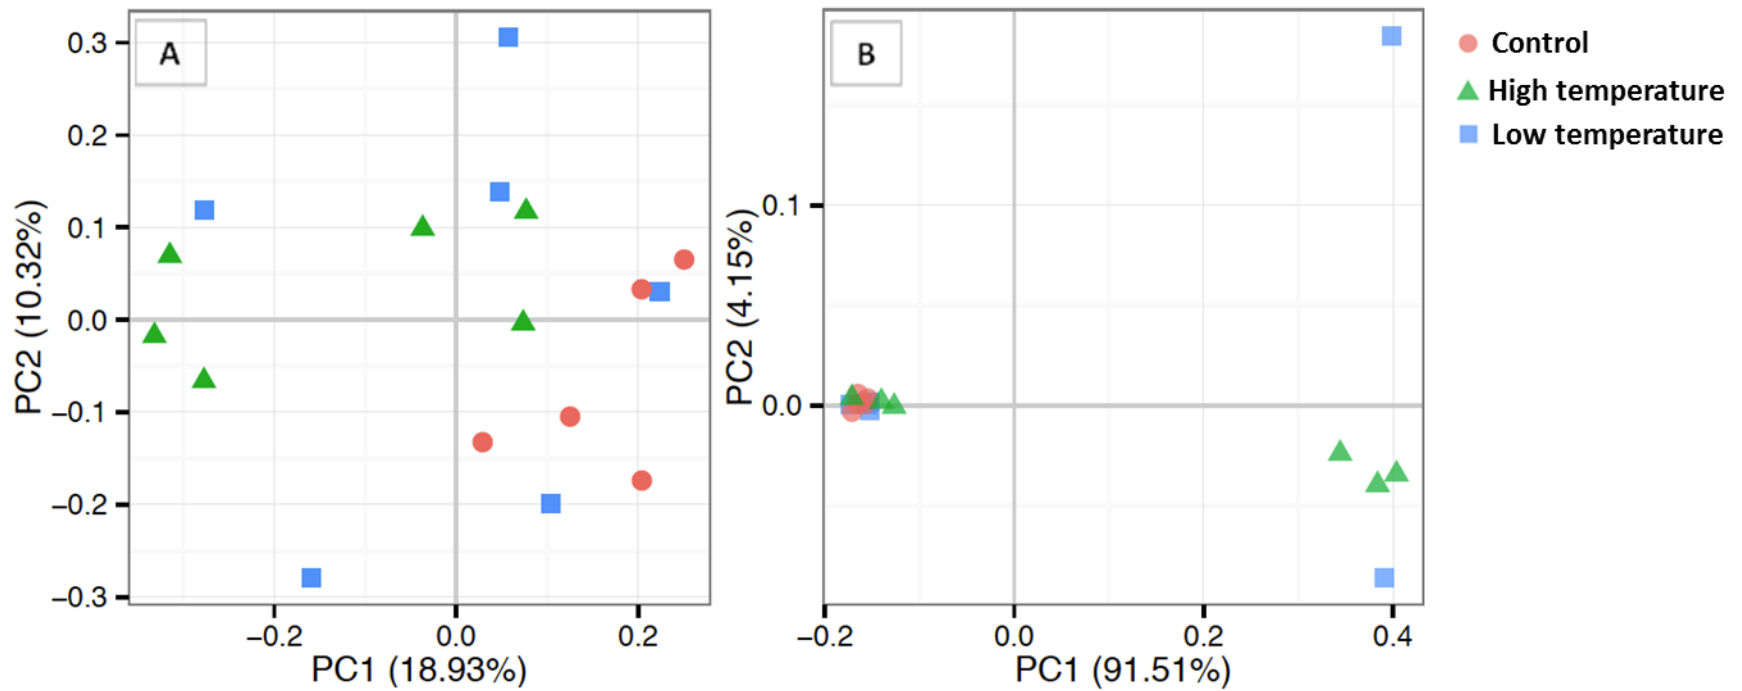 A
0.3
0.2
0.1
0.0
−0.1
−0.2
−0.3
PC2 (10.32%)
−0.2 0.0 0.2
PC1 (18.93%)
B
0.1
0.0
PC2 (4.15%)
−0.2 0.0 0.2 0.4
PC1 (91.51%)
Control
High temperature
Low temperature